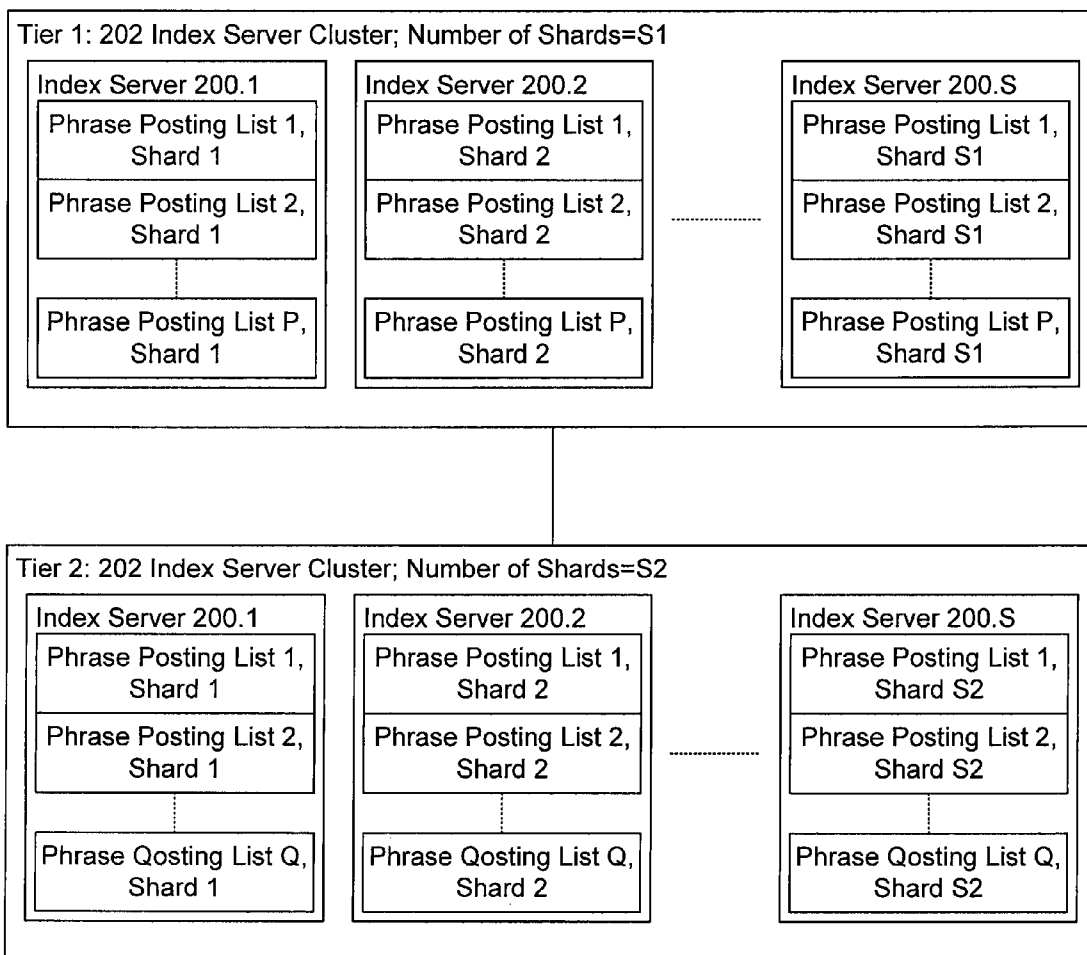 Tier 1: 202 Index Server Cluster; Number of Shards=S1
Index Server 200.1
Phrase Posting List 1,
Shard 1
Phrase Posting List 2,
Shard 1
Phrase Posting List P,
Shard 1
Index Server 200.2
Phrase Posting List 1,
Shard 2
Phrase Posting List 2,
Shard 2
Phrase Posting List P,
Shard 2
Index Server 200.S
Phrase Posting List 1,
Shard S1
Phrase Posting List 2,
Shard S1
Phrase Posting List P,
Shard S1
Tier 2: 202 Index Server Cluster; Number of Shards=S2
Index Server 200.1
Phrase Posting List 1,
Shard 1
Phrase Posting List 2,
Shard 1
Phrase Qosting List Q,
Shard 1
Index Server 200.2
Phrase Posting List 1,
Shard 2
Phrase Posting List 2,
Shard 2
Phrase Qosting List Q,
Shard 2
Index Server 200.S
Phrase Posting List 1,
Shard S2
Phrase Posting List 2,
Shard S2
Phrase Qosting List Q,
Shard S2